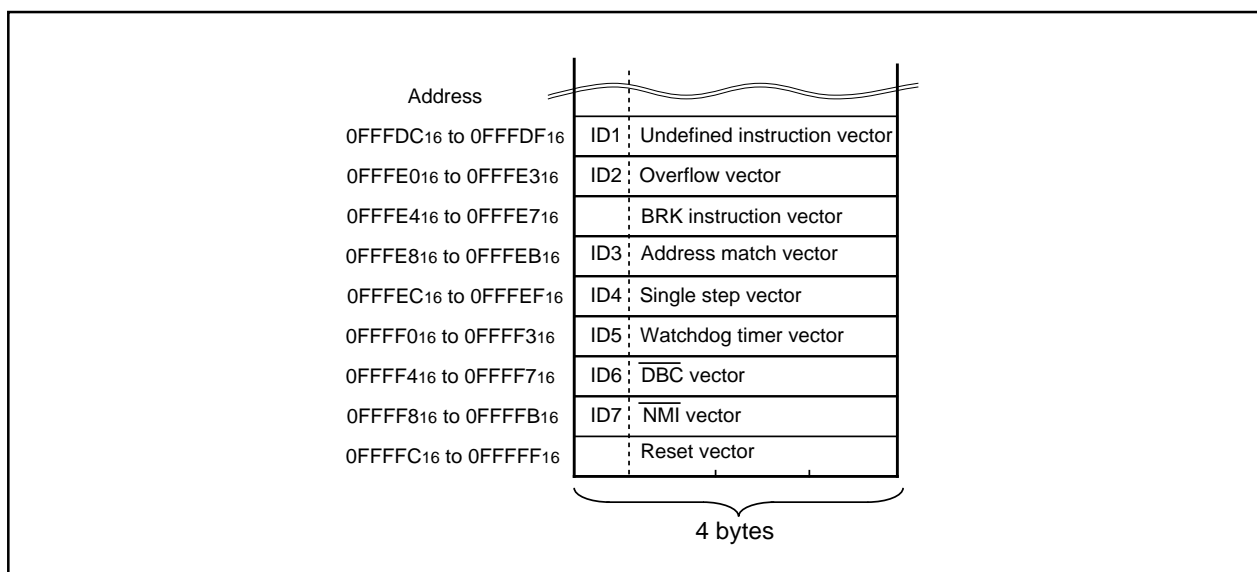 Address
0FFFDC16 to 0FFFDF16 ID1 Undefined instruction vector
0FFFE016 to 0FFFE316 ID2 Overflow vector
0FFFE416 to 0FFFE716 BRK instruction vector
0FFFE816 to 0FFFEB16 ID3 Address match vector
0FFFEC16 to 0FFFEF16 ID4 Single step vector
0FFFF016 to 0FFFF316 ID5 Watchdog timer vector
0FFFF416 to 0FFFF716 ID6 D̅B̅C̅ vector
0FFFF816 to 0FFFFB16 ID7 N̅M̅I̅ vector
0FFFFC16 to 0FFFFF16 Reset vector
4 bytes